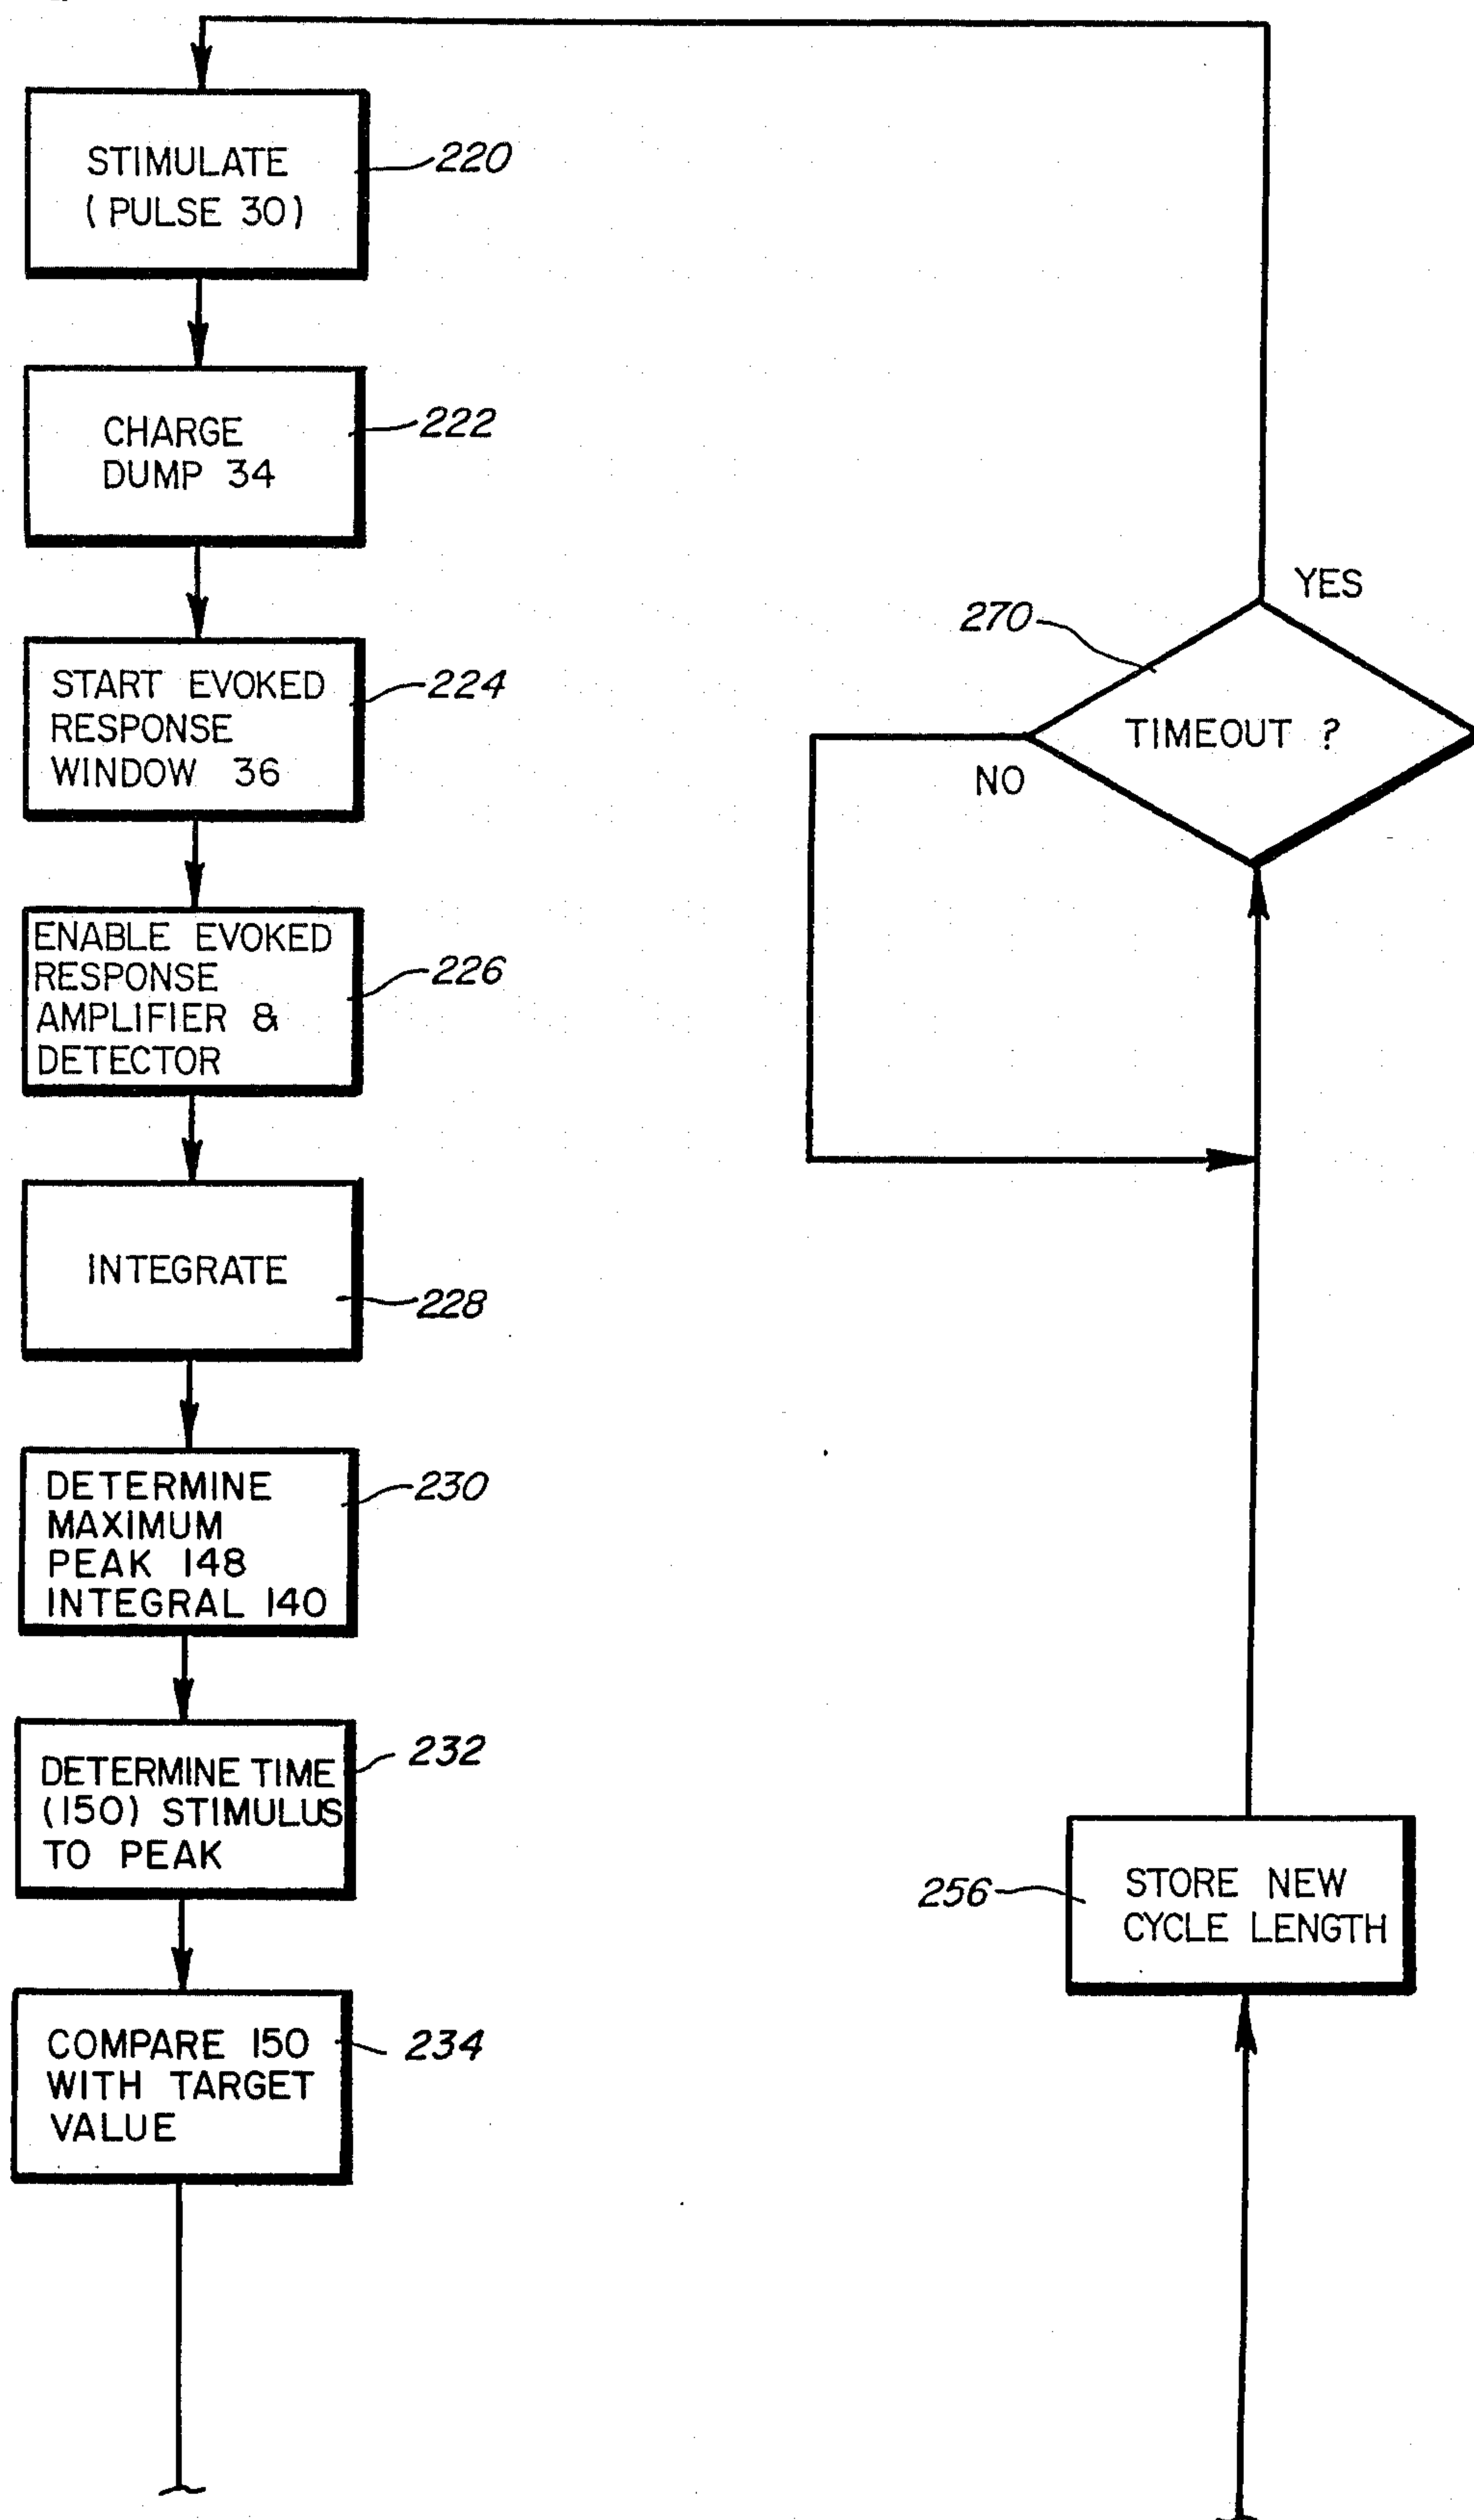 STIMULATE
(PULSE 30)
220
CHARGE
DUMP 34
222
START EVOKED
RESPONSE
WINDOW 36
224
ENABLE EVOKED
RESPONSE
AMPLIFIER &
DETECTOR
226
INTEGRATE
228
DETERMINE
MAXIMUM
PEAK 148
INTEGRAL 140
230
DETERMINE TIME
(150) STIMULUS
TO PEAK
232
COMPARE 150
WITH TARGET
VALUE
234
YES
270
TIMEOUT ?
NO
256
STORE NEW
CYCLE LENGTH